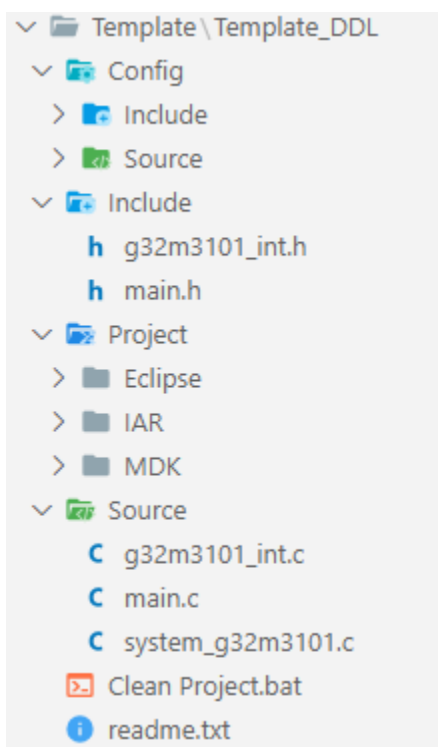 Template\Template_DDL
Config
Include
Source
Include
h g32m3101_int.h
h main.h
Project
Eclipse
IAR
MDK
Source
C g32m3101_int.c
C main.c
C system_g32m3101.c
Clean Project.bat
readme.txt